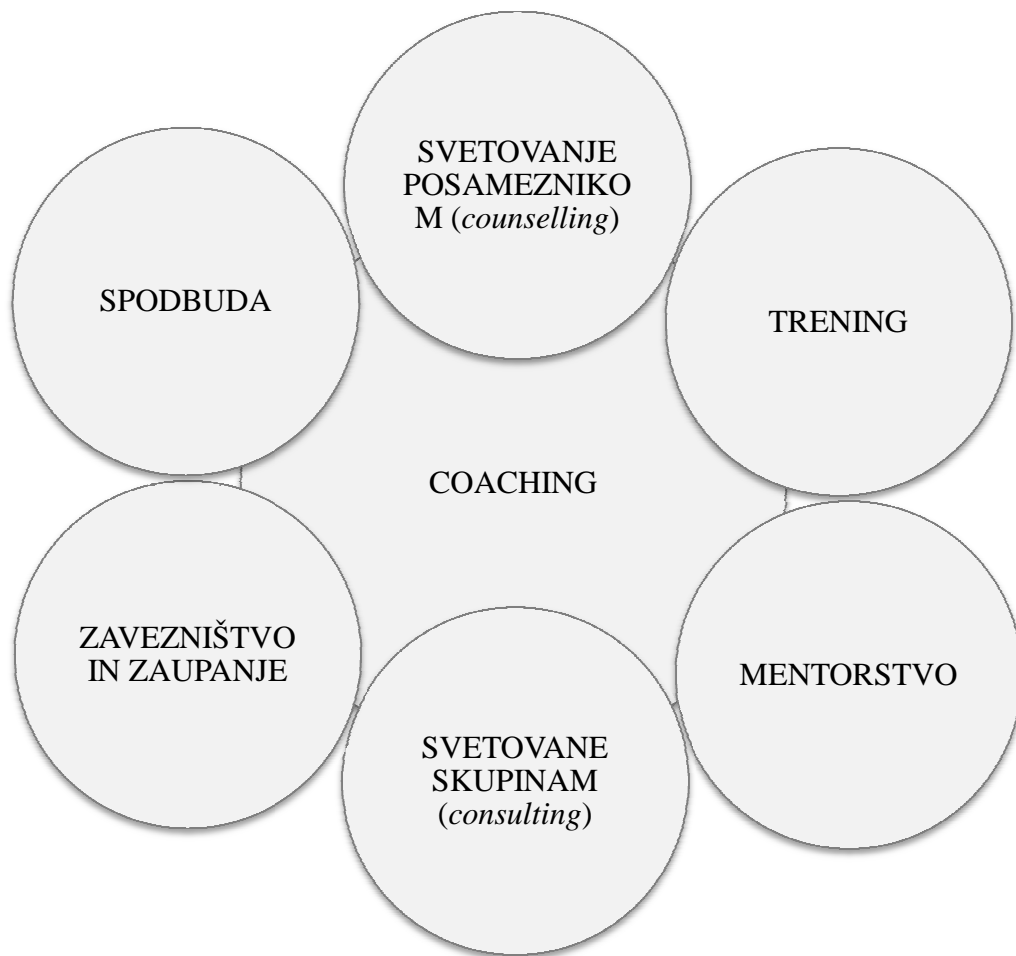 SVETOVANJE
POSAMEZNIKO
M (counselling)
SPODBUDA
TRENING
COACHING
ZAVEZNIŠTVO
IN ZAUPANJE
MENTORSTVO
SVETOVANE
SKUPINAM
(consulting)